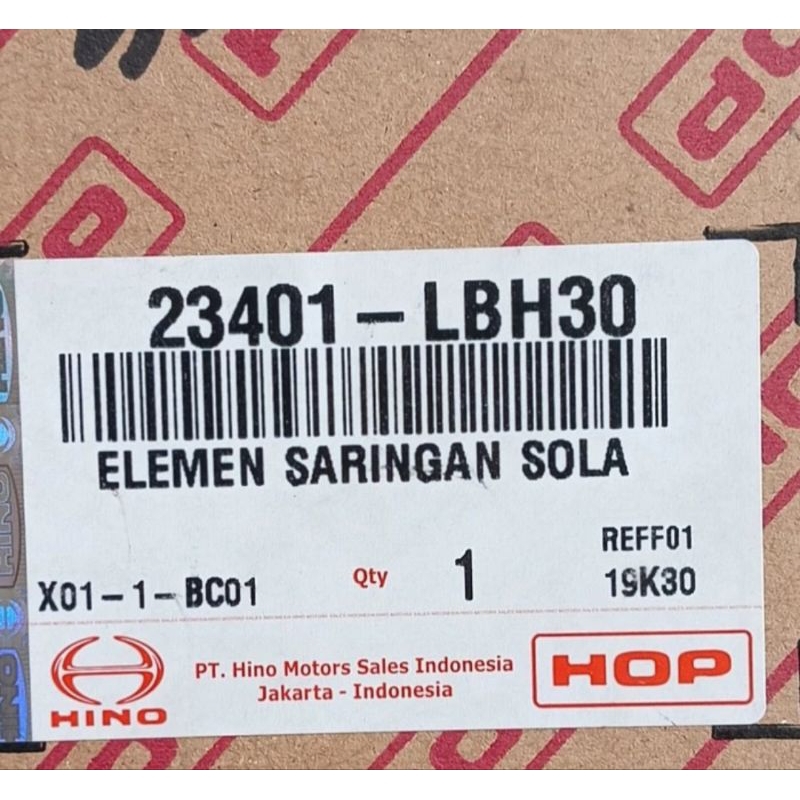 23401-LBH30
ELEMEN SARINGAN SOLA
REFF01
X01-1-BC01 Qty 1 19K30
HINO
PT. Hino Motors Sales Indonesia
Jakarta - Indonesia
HOP